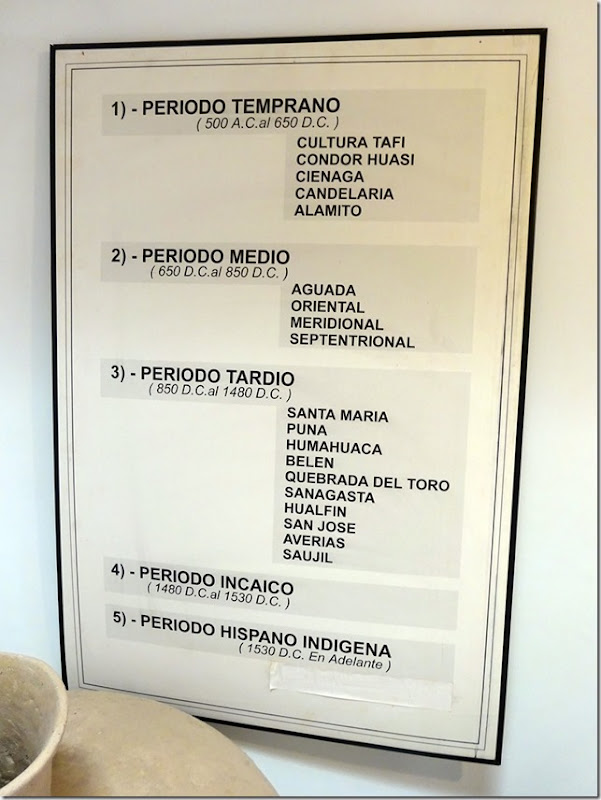 1) - PERIODO TEMPRANO
( 500 A.C.al 650 D.C. )
CULTURA TAFI
CONDOR HUASI
CIENAGA
CANDELARIA
ALAMITO
2) - PERIODO MEDIO
( 650 D.C.al 850 D.C. )
AGUADA
ORIENTAL
MERIDIONAL
SEPTENTRIONAL
3) - PERIODO TARDIO
( 850 D.C.al 1480 D.C. )
SANTA MARIA
PUNA
HUMAHUACA
BELEN
QUEBRADA DEL TORO
SANAGASTA
HUALFIN
SAN JOSE
AVERIAS
SAUJIL
4) - PERIODO INCAICO
( 1480 D.C.al 1530 D.C. )
5) - PERIODO HISPANO INDIGENA
( 1530 D.C. En Adelante )